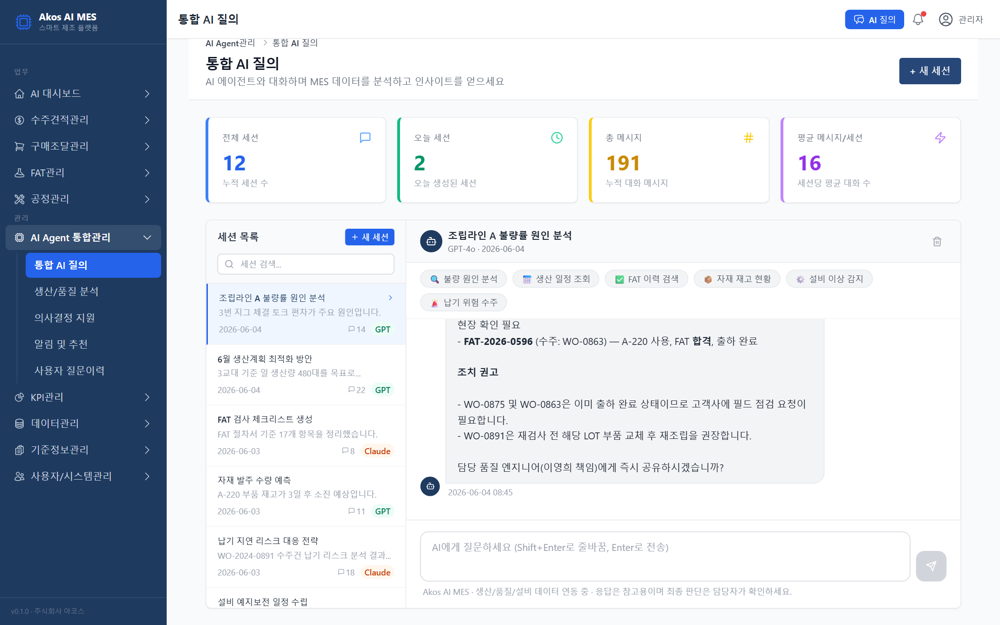 Akos AI MES
스마트 제조 플랫폼
업무
AI 대시보드
수주견적관리
구매조달관리
FAT관리
공정관리
관리
AI Agent 통합관리
통합 AI 질의
생산/품질 분석
의사결정 지원
알림 및 추천
사용자 질문이력
KPI관리
데이터관리
기준정보관리
사용자/시스템관리
v0.1.0 · 주식회사 아코스
통합 AI 질의
AI 질의
관리자
AI Agent관리 > 통합 AI 질의
통합 AI 질의
AI 에이전트와 대화하며 MES 데이터를 분석하고 인사이트를 얻으세요
+ 새 세션
전체 세션
12
누적 세션 수
오늘 세션
2
오늘 생성된 세션
총 메시지
191
누적 대화 메시지
평균 메시지/세션
16
세션당 평균 대화 수
세션 목록
+ 새 세션
세션 검색...
조립라인 A 불량률 원인 분석
3번 지그 체결 토크 편차가 주요 원인입니다.
2026-06-04 14 GPT
6월 생산계획 최적화 방안
3교대 기준 일 생산량 480대를 목표로...
2026-06-04 22 GPT
FAT 검사 체크리스트 생성
FAT 절차서 기준 17개 항목을 정리했습니다.
2026-06-03 8 Claude
자재 발주 수량 예측
A-220 부품 재고가 3일 후 소진 예상입니다.
2026-06-03 11 GPT
납기 지연 리스크 대응 전략
WO-2024-0891 수주건 납기 리스크 분석 결과...
2026-06-03 18 Claude
설비 예지보전 일정 수립
조립라인 A 불량률 원인 분석
GPT-4o · 2026-06-04
불량 원인 분석
생산 일정 조회
FAT 이력 검색
자재 재고 현황
설비 이상 감지
납기 위험 수주
현장 확인 필요
- FAT-2026-0596 (수주: WO-0863) — A-220 사용, FAT 합격, 출하 완료
조치 권고
- WO-0875 및 WO-0863은 이미 출하 완료 상태이므로 고객사에 필드 점검 요청이
필요합니다.
- WO-0891은 재검사 전 해당 LOT 부품 교체 후 재조립을 권장합니다.
담당 품질 엔지니어(이영희 책임)에게 즉시 공유하시겠습니까?
2026-06-04 08:45
AI에게 질문하세요 (Shift+Enter로 줄바꿈, Enter로 전송)
Akos AI MES · 생산/품질/설비 데이터 연동 중 · 응답은 참고용이며 최종 판단은 담당자가 확인하세요.